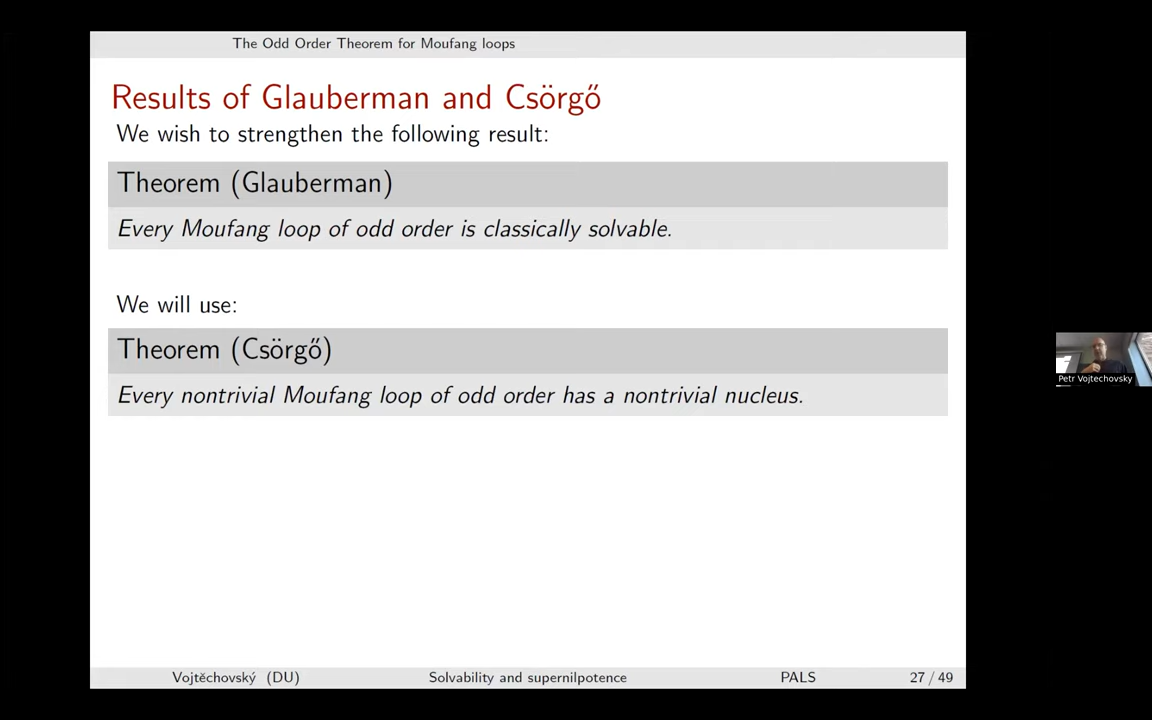 The Odd Order Theorem for Moufang loops
Results of Glauberman and Csörgő
We wish to strengthen the following result:
Theorem (Glauberman)
Every Moufang loop of odd order is classically solvable.
We will use:
Theorem (Csörgő)
Every nontrivial Moufang loop of odd order has a nontrivial nucleus.
Vojtěchovský (DU) Solvability and supernilpotence PALS 27 / 49
Petr Vojtechovsky